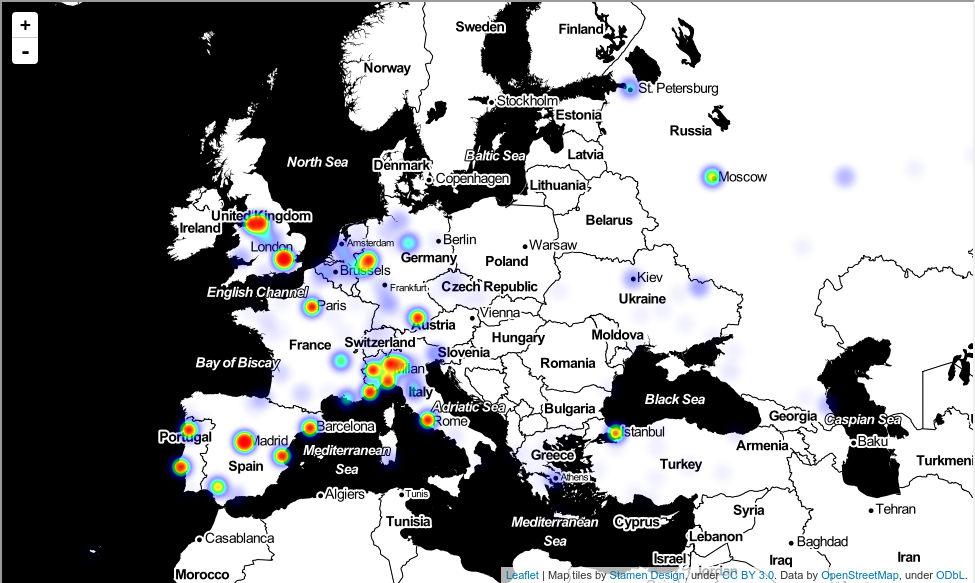 +
-
Sweden
Finland
Norway
St. Petersburg
Stockholm
Estonia
Russia
North Sea
Baltic Sea
Latvia
Denmark
Copenhagen
Moscow
Lithuania
United Kingdom
Ireland
Belarus
London
Amsterdam
Berlin
Warsaw
Germany
Poland
Brussels
Kiev
English Channel
Frankfurt
Czech Republic
Ukraine
Paris
Vienna
Austria
France
Switzerland
Hungary
Moldova
Slovenia
Bay of Biscay
Milan
Romania
Italy
Black Sea
Adriatic Sea
Bulgaria
Georgia
Caspian Sea
Rome
Portugal
Barcelona
Istanbul
Madrid
Mediterranean
Sea
Armenia
Baku
Spain
Greece
Turkey
Turkmeni
Athens
Algiers
Tunis
Syria
Tehran
Tunisia
Mediterranean
Sea
Cyprus
Casablanca
Lebanon
Baghdad
Israel
Iraq
Iran
Jordan
Morocco
Leaflet | Map tiles by Stamen Design, under CC BY 3.0. Data by OpenStreetMap, under ODbL.